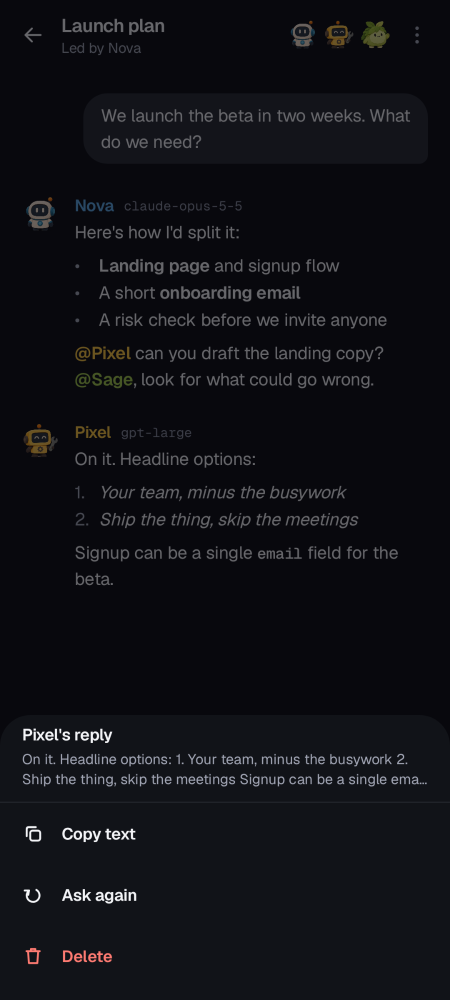 Launch plan
Led by Nova
We launch the beta in two weeks. What
do we need?
Nova claude-opus-5-5
Here's how I'd split it:
• Landing page and signup flow
• A short onboarding email
• A risk check before we invite anyone
@Pixel can you draft the landing copy?
@Sage, look for what could go wrong.
Pixel gpt-large
On it. Headline options:
1. Your team, minus the busywork
2. Ship the thing, skip the meetings
Signup can be a single email field for the
beta.
Pixel's reply
On it. Headline options: 1. Your team, minus the busywork 2.
Ship the thing, skip the meetings Signup can be a single ema…
Copy text
Ask again
Delete